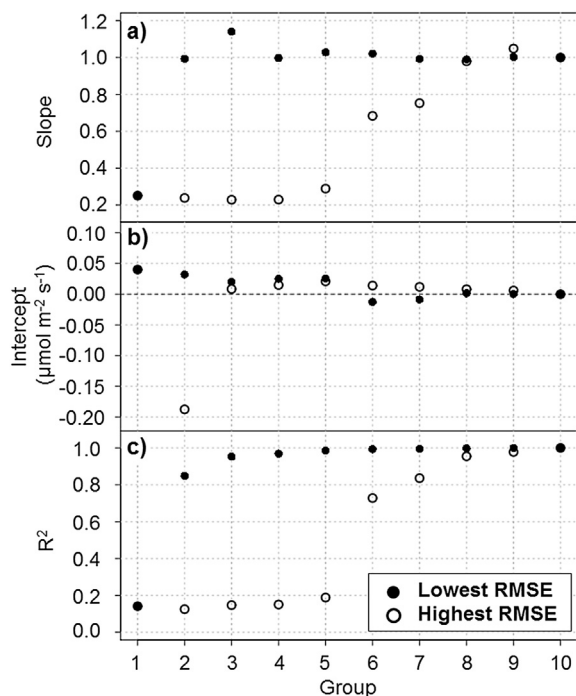 a)
1.2
1.0
0.8
0.6
0.4
0.2
Slope
b)
0.10
0.05
0.00
-0.05
-0.10
-0.15
-0.20
Intercept
(µmol m⁻² s⁻¹)
c)
1.0
0.8
0.6
0.4
0.2
0.0
R²
Lowest RMSE
Highest RMSE
1 2 3 4 5 6 7 8 9 10
Group